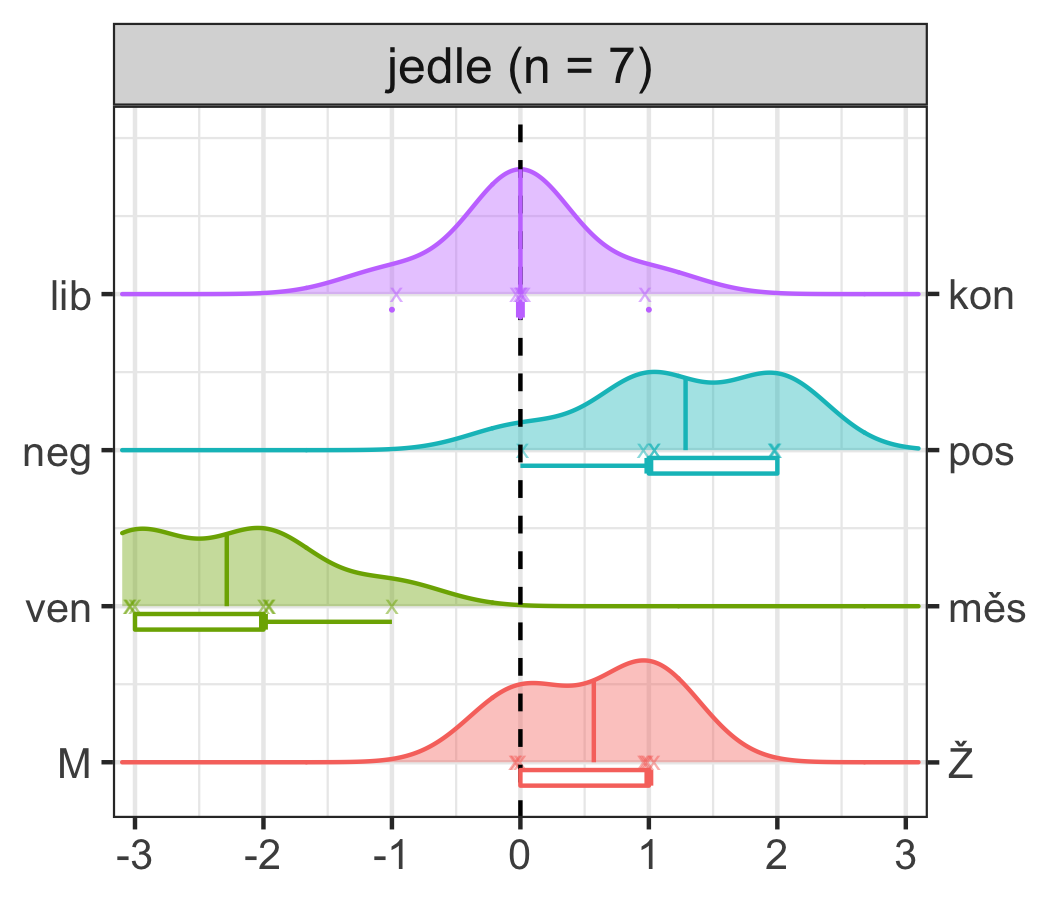 jedle (n = 7)
lib kon
neg pos
ven měs
M Ž
-3 -2 -1 0 1 2 3